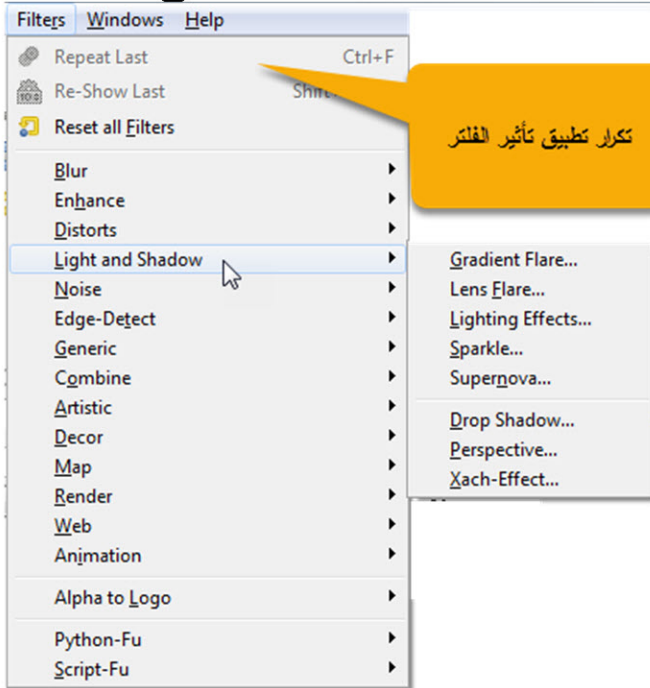 Filters Windows Help
Repeat Last Ctrl+F
Re-Show Last
Reset all Filters
تكرار تطبيق تأثير الفلتر
Blur
Enhance
Distorts
Light and Shadow
Noise
Edge-Detect
Generic
Combine
Artistic
Decor
Map
Render
Web
Animation
Alpha to Logo
Python-Fu
Script-Fu
Gradient Flare...
Lens Flare...
Lighting Effects...
Sparkle...
Supernova...
Drop Shadow...
Perspective...
Xach-Effect...